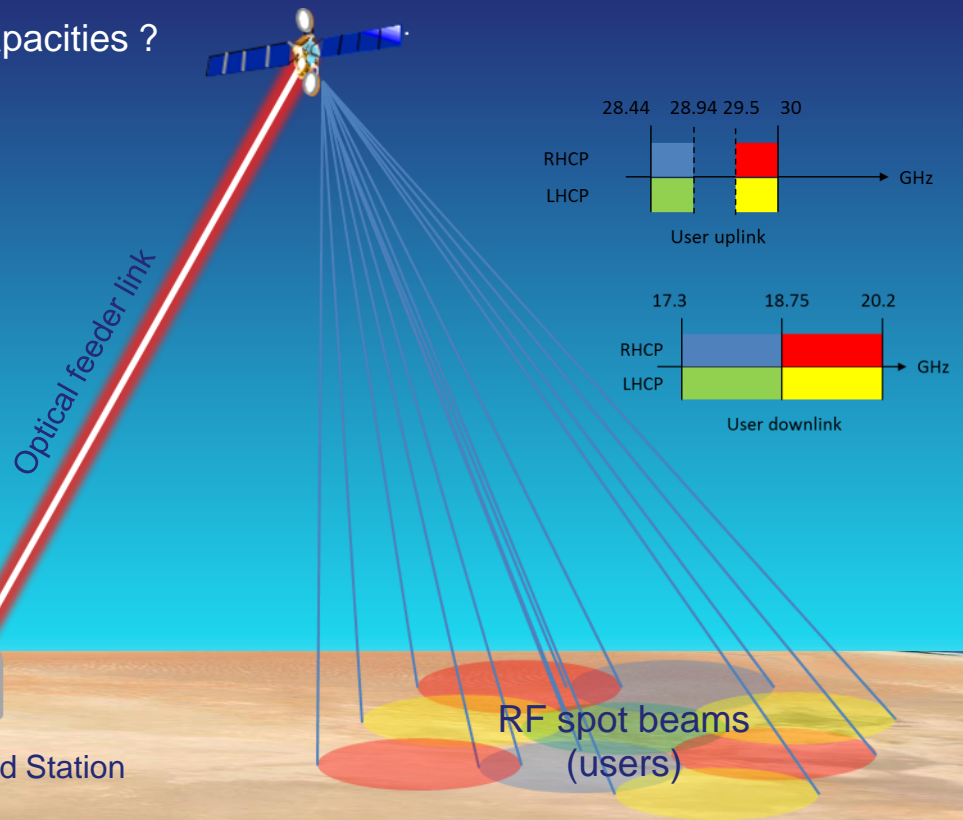 pacities ?
28.44 28.94 29.5 30
RHCP
GHz
LHCP
User uplink
17.3 18.75 20.2
RHCP
GHz
LHCP
User downlink
Optical feeder link
RF spot beams
(users)
d Station